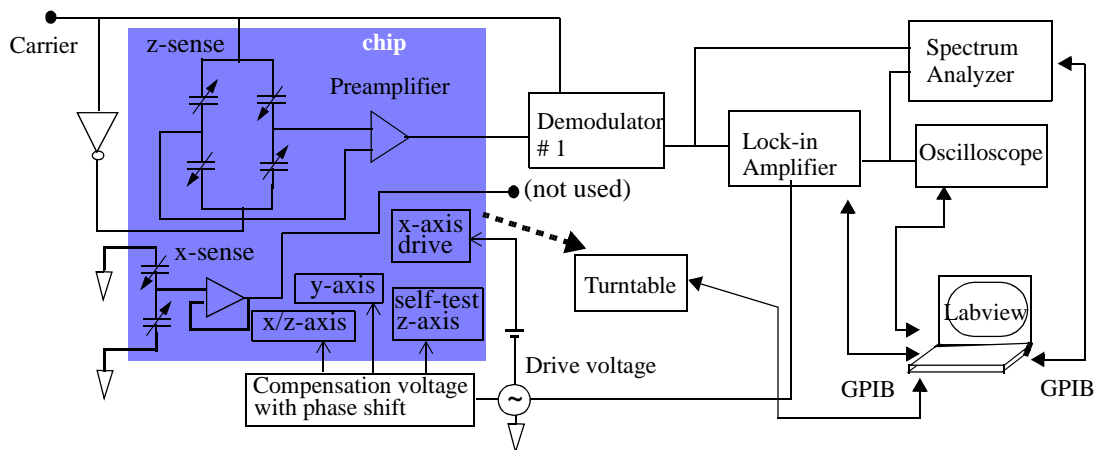 Carrier
z-sense
chip
Preamplifier
Demodulator
# 1
Lock-in
Amplifier
Spectrum
Analyzer
Oscilloscope
(not used)
x-axis
drive
x-sense
y-axis
x/z-axis
self-test
z-axis
Turntable
Labview
Compensation voltage
with phase shift
Drive voltage
~
GPIB
GPIB